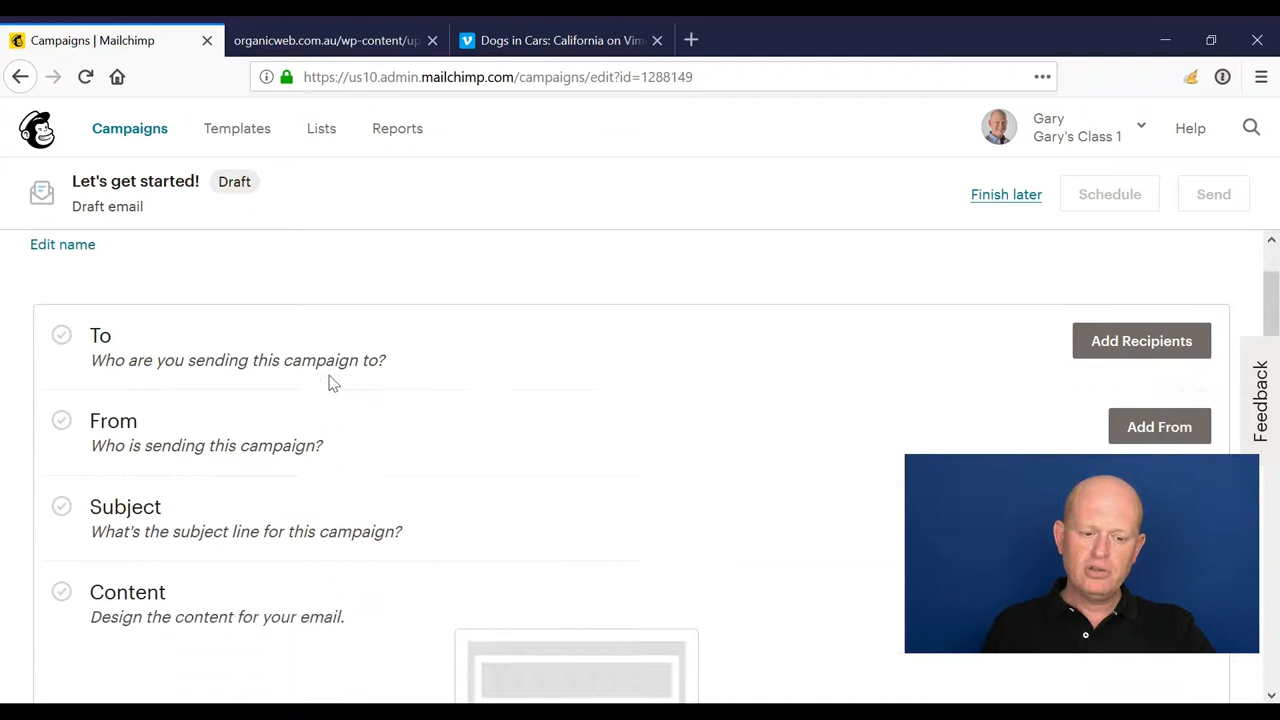 Campaigns | Mailchimp
organicweb.com.au/wp-content/up
Dogs in Cars: California on Vim
https://us10.admin.mailchimp.com/campaigns/edit?id=1288149
Campaigns
Templates
Lists
Reports
Gary
Gary's Class 1
Help
Let's get started!
Draft
Draft email
Finish later
Schedule
Send
Edit name
To
Who are you sending this campaign to?
Add Recipients
From
Who is sending this campaign?
Add From
Feedback
Subject
What's the subject line for this campaign?
Content
Design the content for your email.